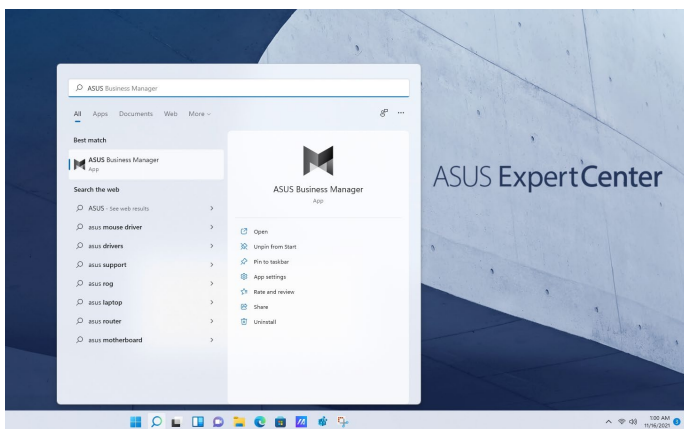 ASUS Business Manager
All Apps Documents Web More
Best match
ASUS Business Manager
App
Search the web
ASUS - See web results
asus mouse driver
asus drivers
asus support
asus rog
asus laptop
asus router
asus motherboard
ASUS Business Manager
App
Open
Unpin from Start
Pin to taskbar
App settings
Rate and review
Share
Uninstall
ASUS ExpertCenter
1:00 AM
11/16/2021